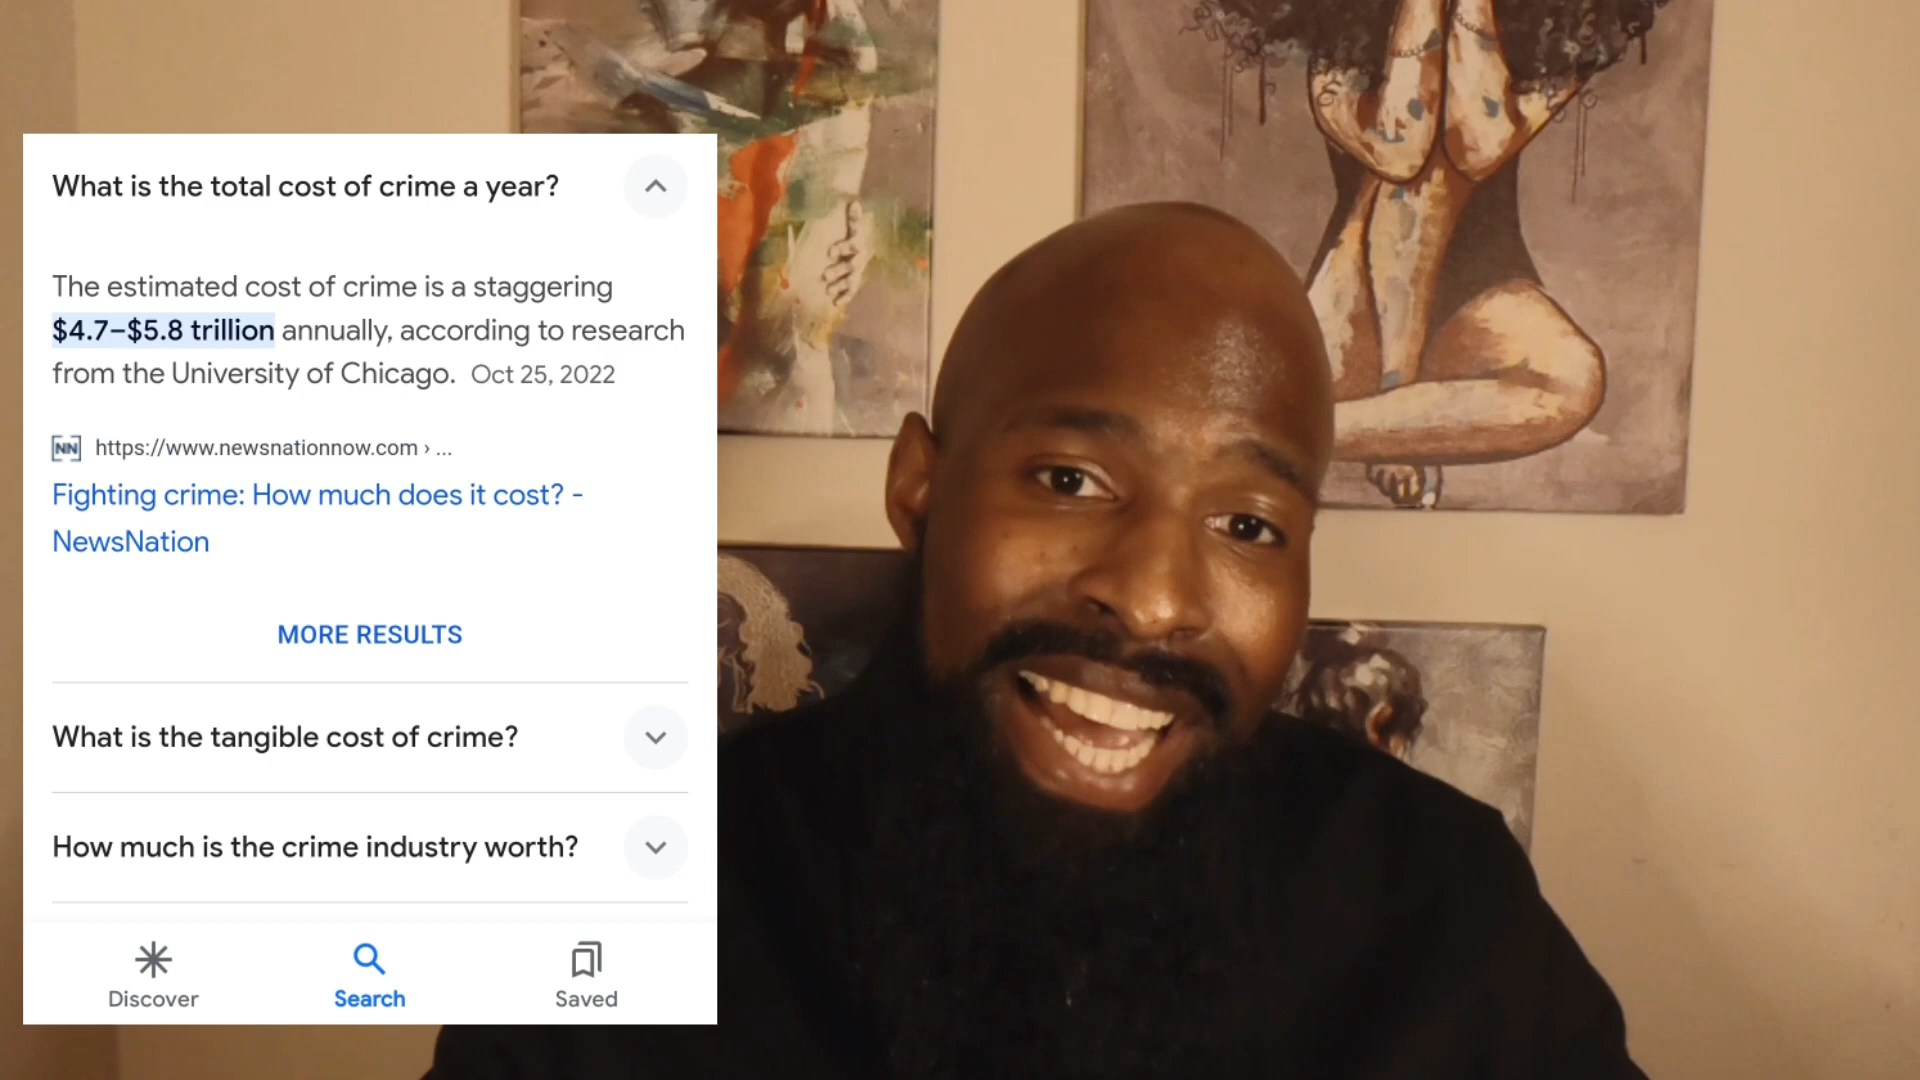 What is the total cost of crime a year?
The estimated cost of crime is a staggering
$4.7–$5.8 trillion annually, according to research
from the University of Chicago. Oct 25, 2022
NN https://www.newsnationnow.com › ...
Fighting crime: How much does it cost? -
NewsNation
MORE RESULTS
What is the tangible cost of crime?
How much is the crime industry worth?
Discover Search Saved